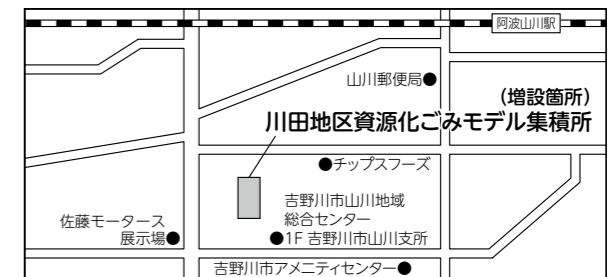 阿波山川駅
山川郵便局●
(増設箇所)
川田地区資源化ごみモデル集積所
●チップスフーズ
吉野川市山川地域
総合センター
●1F 吉野川市山川支所
佐藤モータース
展示場●
吉野川市アメニティセンター●